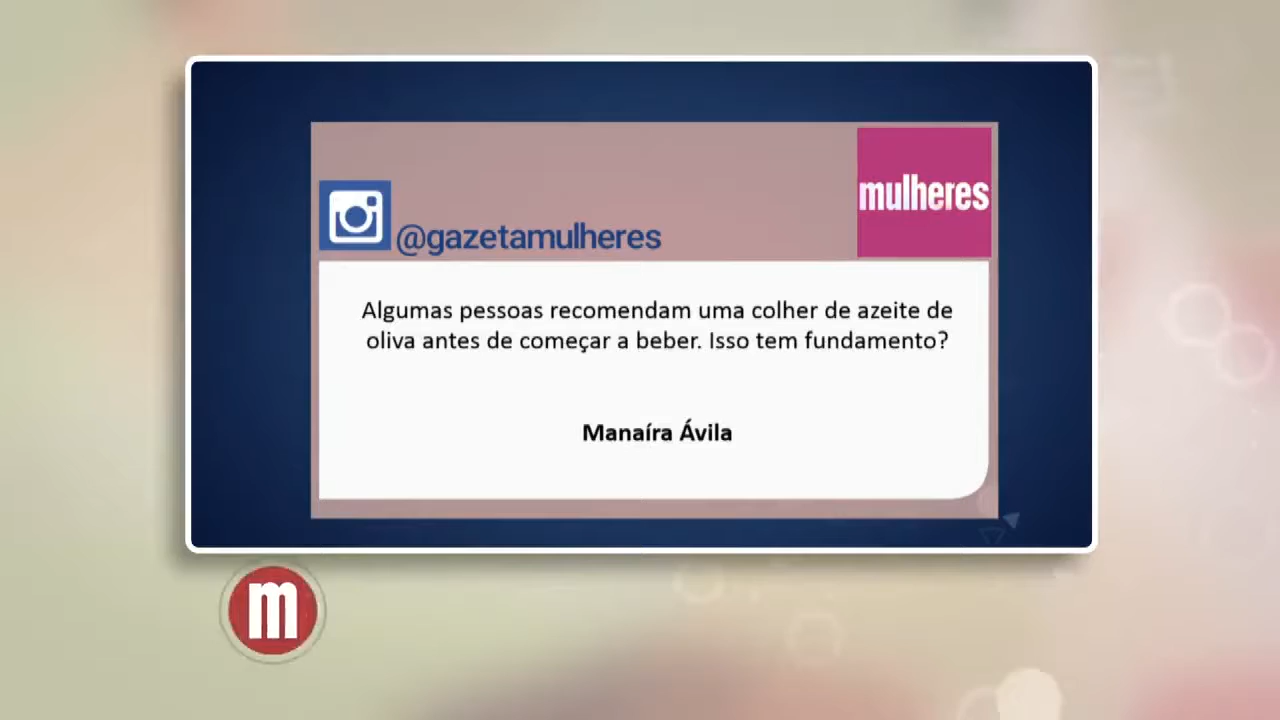 mulheres
@gazetamulheres
Algumas pessoas recomendam uma colher de azeite de
oliva antes de começar a beber. Isso tem fundamento?
Manaíra Ávila
m